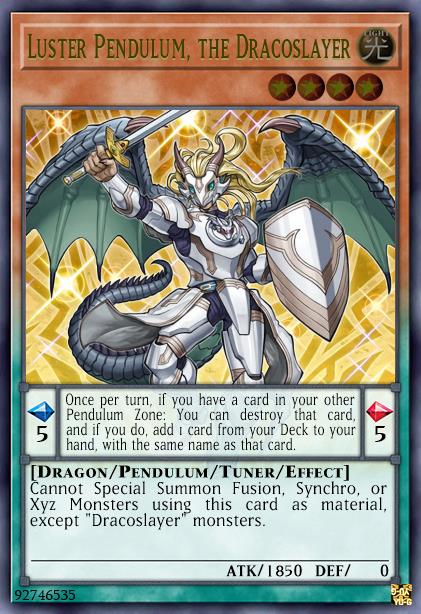 LUSTER PENDULUM, THE DRACOSLAYER
LIGHT
光
Once per turn, if you have a card in your other
Pendulum Zone: You can destroy that card,
and if you do, add 1 card from your Deck to your
hand, with the same name as that card.
5
5
[DRAGON/PENDULUM/TUNER/EFFECT]
Cannot Special Summon Fusion, Synchro, or
Xyz Monsters using this card as material,
except "Dracoslayer" monsters.
ATK/1850 DEF/ 0
92746535